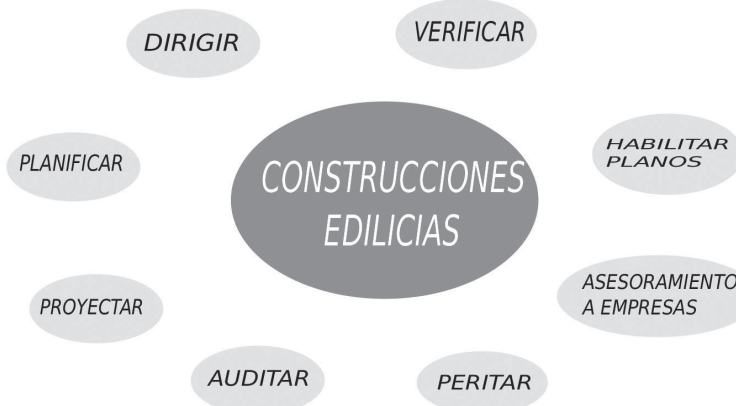 DIRIGIR
VERIFICAR
PLANIFICAR
HABILITAR
PLANOS
CONSTRUCCIONES
EDILICIAS
ASESORAMIENTO
A EMPRESAS
PROYECTAR
AUDITAR
PERITAR